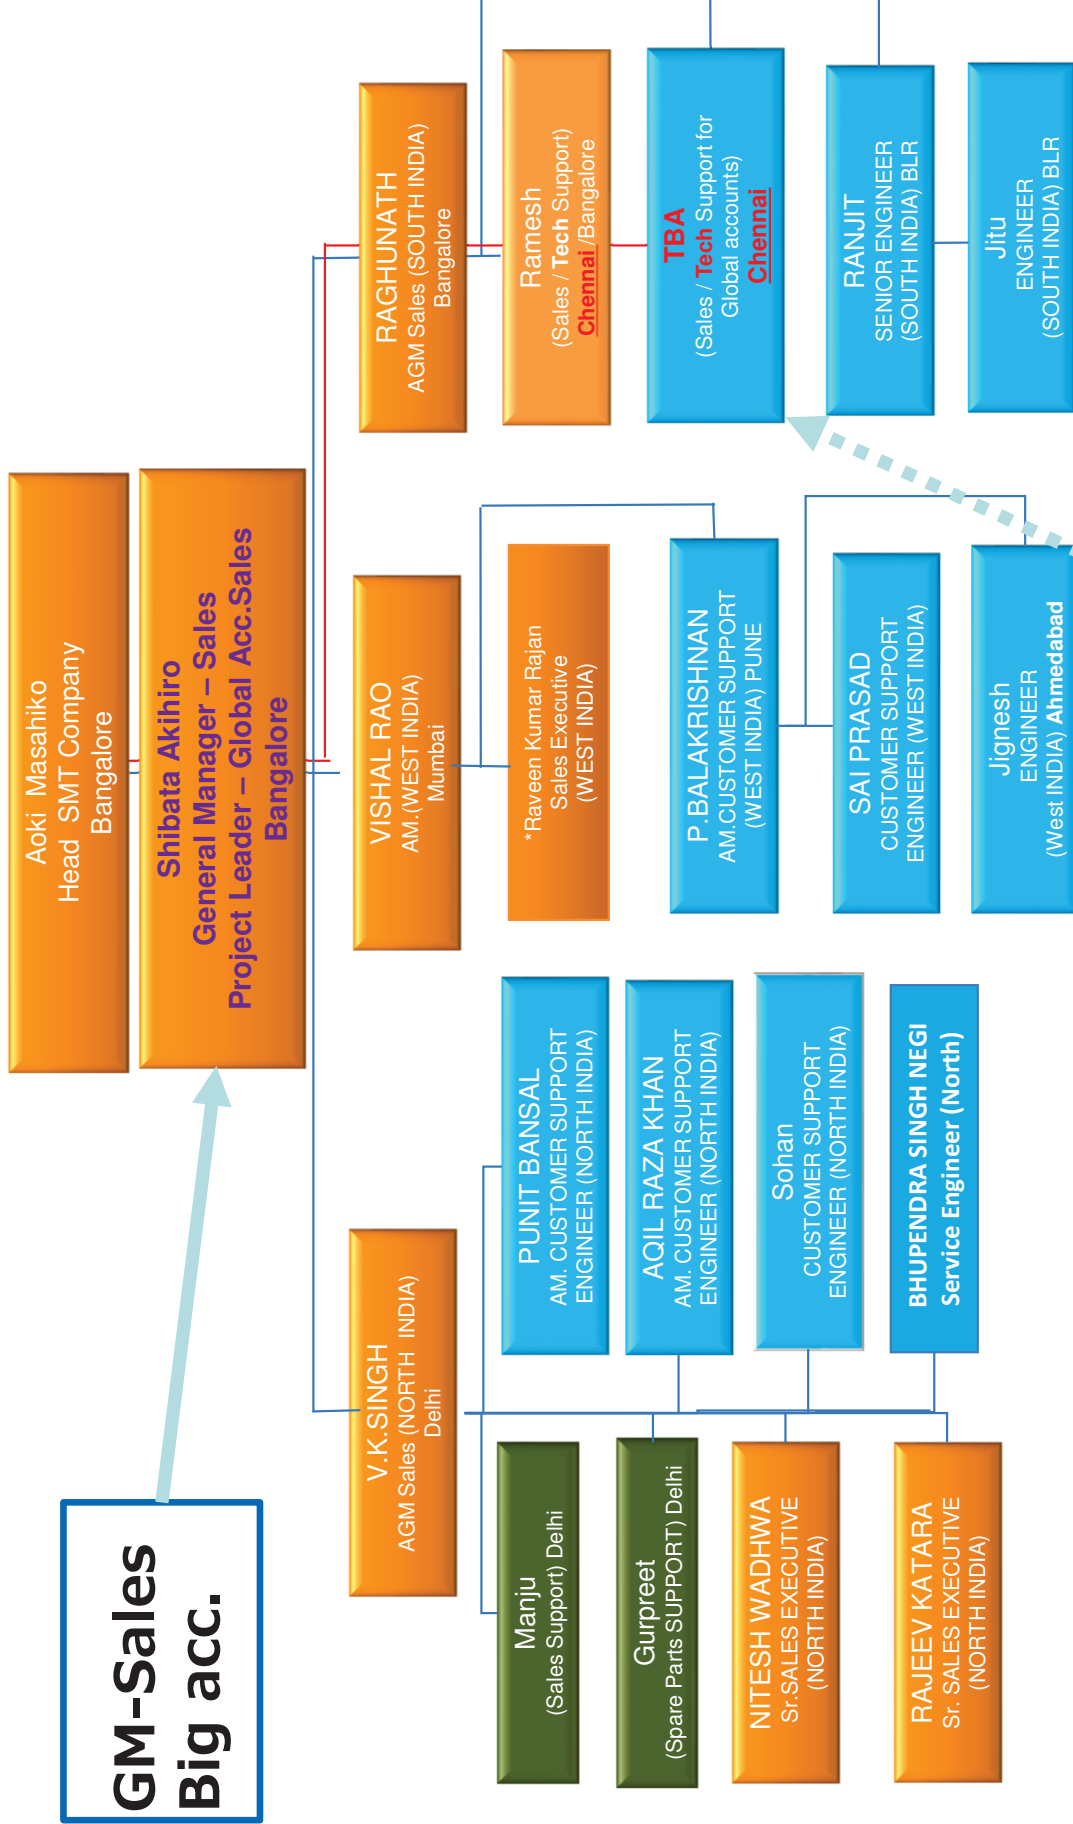 Aoki Masahiko
Head SMT Company
Bangalore
GM-Sales
Big acc.
Shibata Akihiro
General Manager – Sales
Project Leader – Global Acc.Sales
Bangalore
V.K.SINGH
AGM Sales (NORTH INDIA)
Delhi
VISHAL RAO
AM.(WEST INDIA)
Mumbai
RAGHUNATH
AGM Sales (SOUTH INDIA)
Bangalore
Manju
(Sales Support) Delhi
Gurpreet
(Spare Parts SUPPORT) Delhi
NITESH WADHWA
Sr.SALES EXECUTIVE
(NORTH INDIA)
RAJEEV KATARA
Sr. SALES EXECUTIVE
(NORTH INDIA)
PUNIT BANSAL
AM. CUSTOMER SUPPORT
ENGINEER (NORTH INDIA)
AQIL RAZA KHAN
AM. CUSTOMER SUPPORT
ENGINEER (NORTH INDIA)
Sohan
CUSTOMER SUPPORT
ENGINEER (NORTH INDIA)
BHUPENDRA SINGH NEGI
Service Engineer (North)
*Raveen Kumar Rajan
Sales Executive
(WEST INDIA)
P.BALAKRISHNAN
AM.CUSTOMER SUPPORT
(WEST INDIA) PUNE
SAI PRASAD
CUSTOMER SUPPORT
ENGINEER (WEST INDIA)
Jignesh
ENGINEER
(West INDIA) Ahmedabad
Ramesh
(Sales / Tech Support)
Chennai /Bangalore
TBA
(Sales / Tech Support for
Global accounts)
Chennai
RANJIT
SENIOR ENGINEER
(SOUTH INDIA) BLR
Jitu
ENGINEER
(SOUTH INDIA) BLR